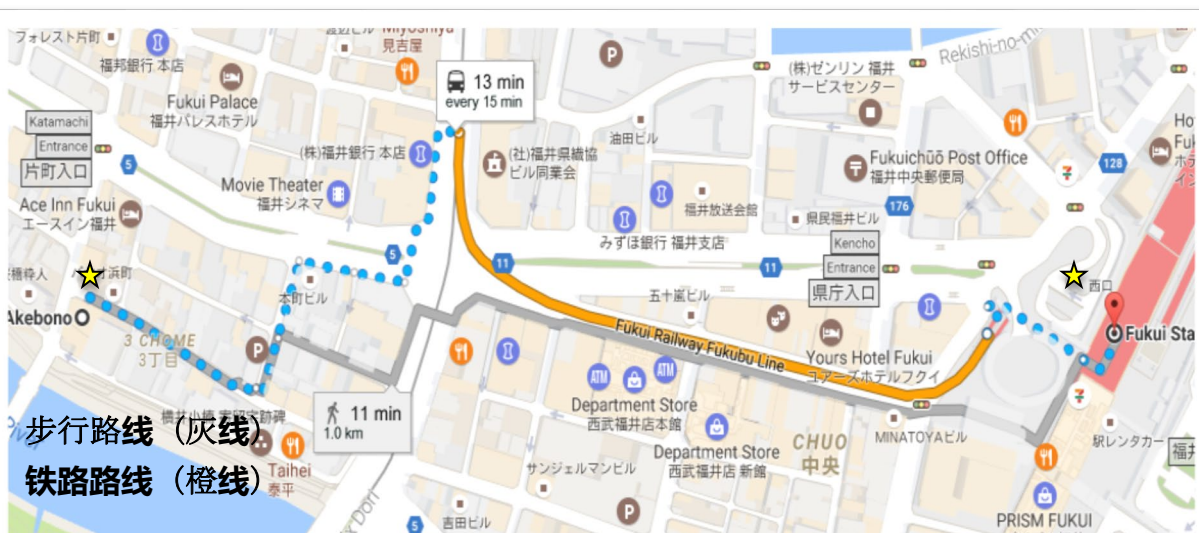 フォレスト片町
福邦銀行 本店
Miyoshiya
見吉屋
Fukui Palace
福井パレスホテル
Katamachi
Entrance
片町入口
5
(株)福井銀行 本店
Movie Theater
福井シネマ
Ace Inn Fukui
エースイン福井
13 min
every 15 min
(社)福井県繊協
ビル同業会
P
油田ビル
(株)ゼンリン 福井
サービスセンター
Fukuichūō Post Office
福井中央郵便局
176
128
福井放送会館
県民福井ビル
みずほ銀行 福井支店
Kencho
Entrance
県庁入口
5
11
11
西口
浜町
Akebono
本町ビル
五十嵐ビル
Fukui Railway Fukubu Line
Yours Hotel Fukui
ユアーズホテルフクイ
Fukui Sta
3 CHOME
3丁目
P
11 min
1.0 km
ATM
ATM
Department Store
西武福井店本館
Department Store
西武福井店 新館
CHUO
中央
MINATOYAビル
駅レンタカー
步行路线（灰线）
铁路路线（橙线）
Taihei
泰平
サンジェルマンビル
吉田ビル
P
5
PRISM FUKUI